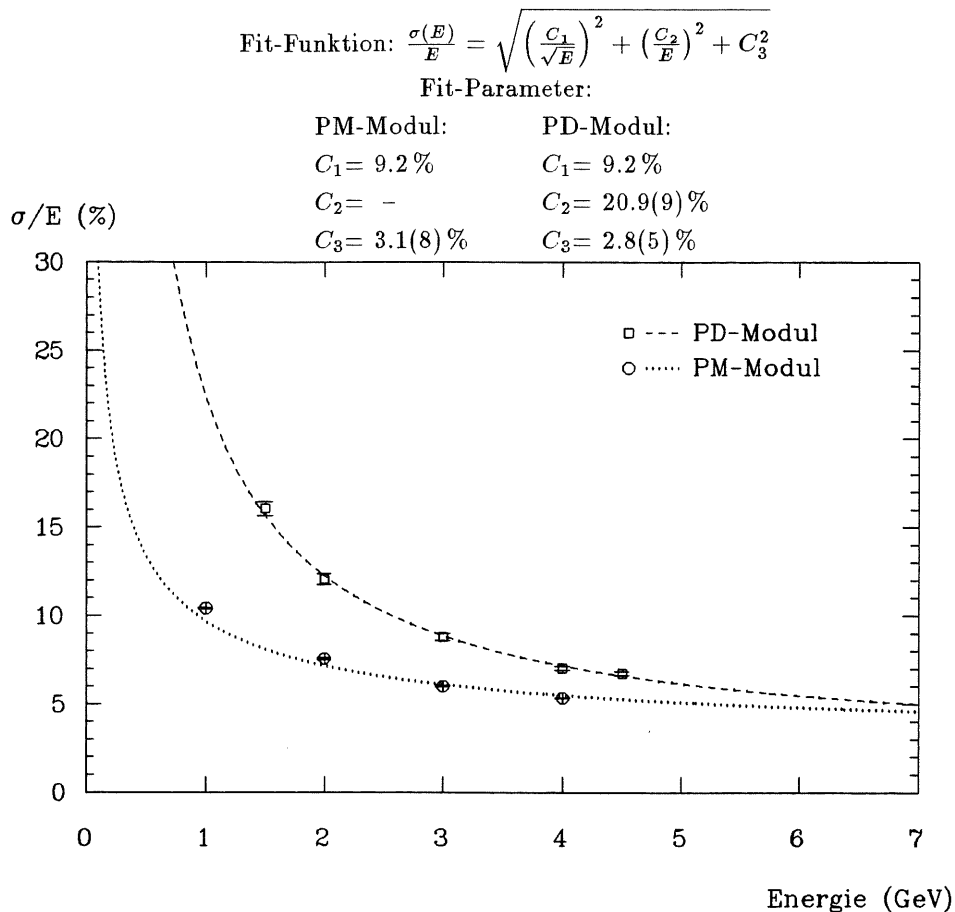 Fit-Funktion: σ(E)/E = √((C₁/√E)² + (C₂/E)² + C₃²)
Fit-Parameter:
PM-Modul: PD-Modul:
C₁= 9.2% C₁= 9.2%
C₂= - C₂= 20.9(9)%
C₃= 3.1(8)% C₃= 2.8(5)%
σ/E (%)
30
25
20
15
10
5
0
PD-Modul
PM-Modul
0 1 2 3 4 5 6 7
Energie (GeV)